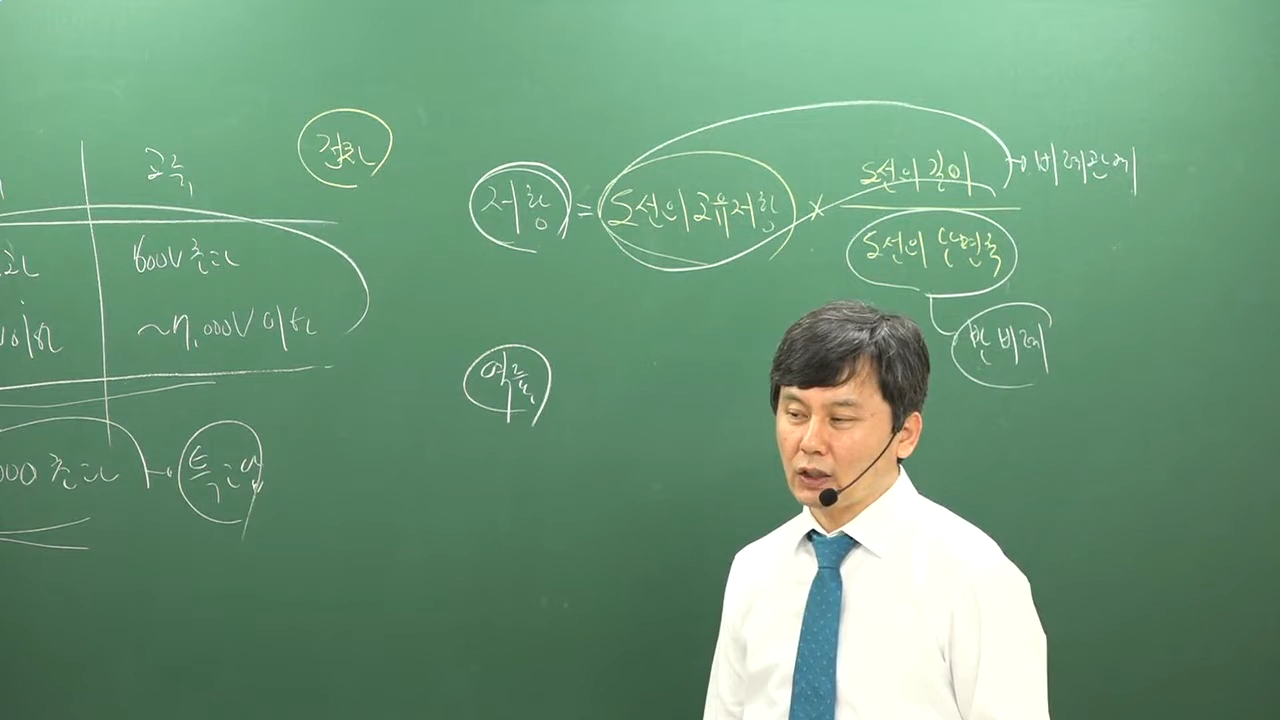 교류
600V 초과
~7,000V 이하
000 초과
특고압
전류
저항 = 도선의 고유저항 × 도선의 길이
도선의 단면적
비례관계
반비례
역률